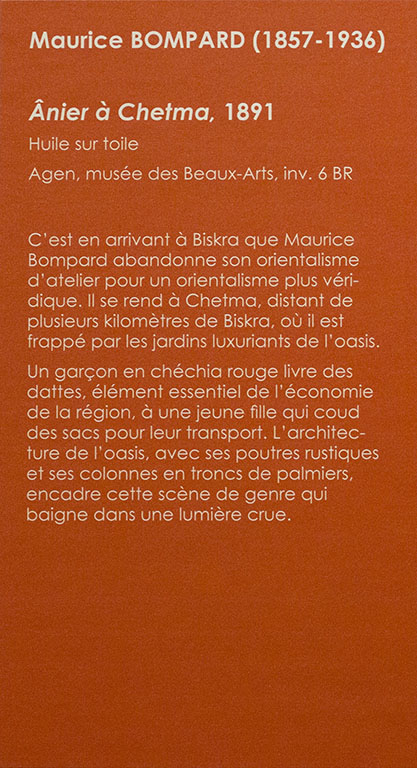 Maurice BOMPARD (1857-1936)
Ânier à Chetma, 1891
Huile sur toile
Agen, musée des Beaux-Arts, inv. 6 BR
C'est en arrivant à Biskra que Maurice
Bompard abandonne son orientalisme
d'atelier pour un orientalisme plus véri-
dique. Il se rend à Chetma, distant de
plusieurs kilomètres de Biskra, où il est
frappé par les jardins luxuriants de l'oasis.
Un garçon en chéchia rouge livre des
dattes, élément essentiel de l'économie
de la région, à une jeune fille qui coud
des sacs pour leur transport. L'architec-
ture de l'oasis, avec ses poutres rustiques
et ses colonnes en troncs de palmiers,
encadre cette scène de genre qui
baigne dans une lumière crue.